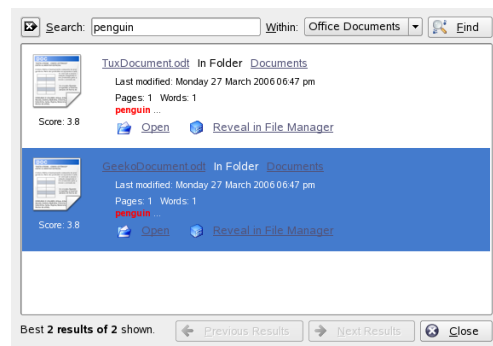 Search: penguin Within: Office Documents Find
TuxDocument.odt In Folder Documents
Last modified: Monday 27 March 2006 06:47 pm
Pages: 1 Words: 1
penguin ...
Score: 3.8
Open Reveal in File Manager
GeekoDocument.odt In Folder Documents
Last modified: Monday 27 March 2006 06:47 pm
Pages: 1 Words: 1
penguin ...
Score: 3.8
Open Reveal in File Manager
Best 2 results of 2 shown. Previous Results Next Results Close